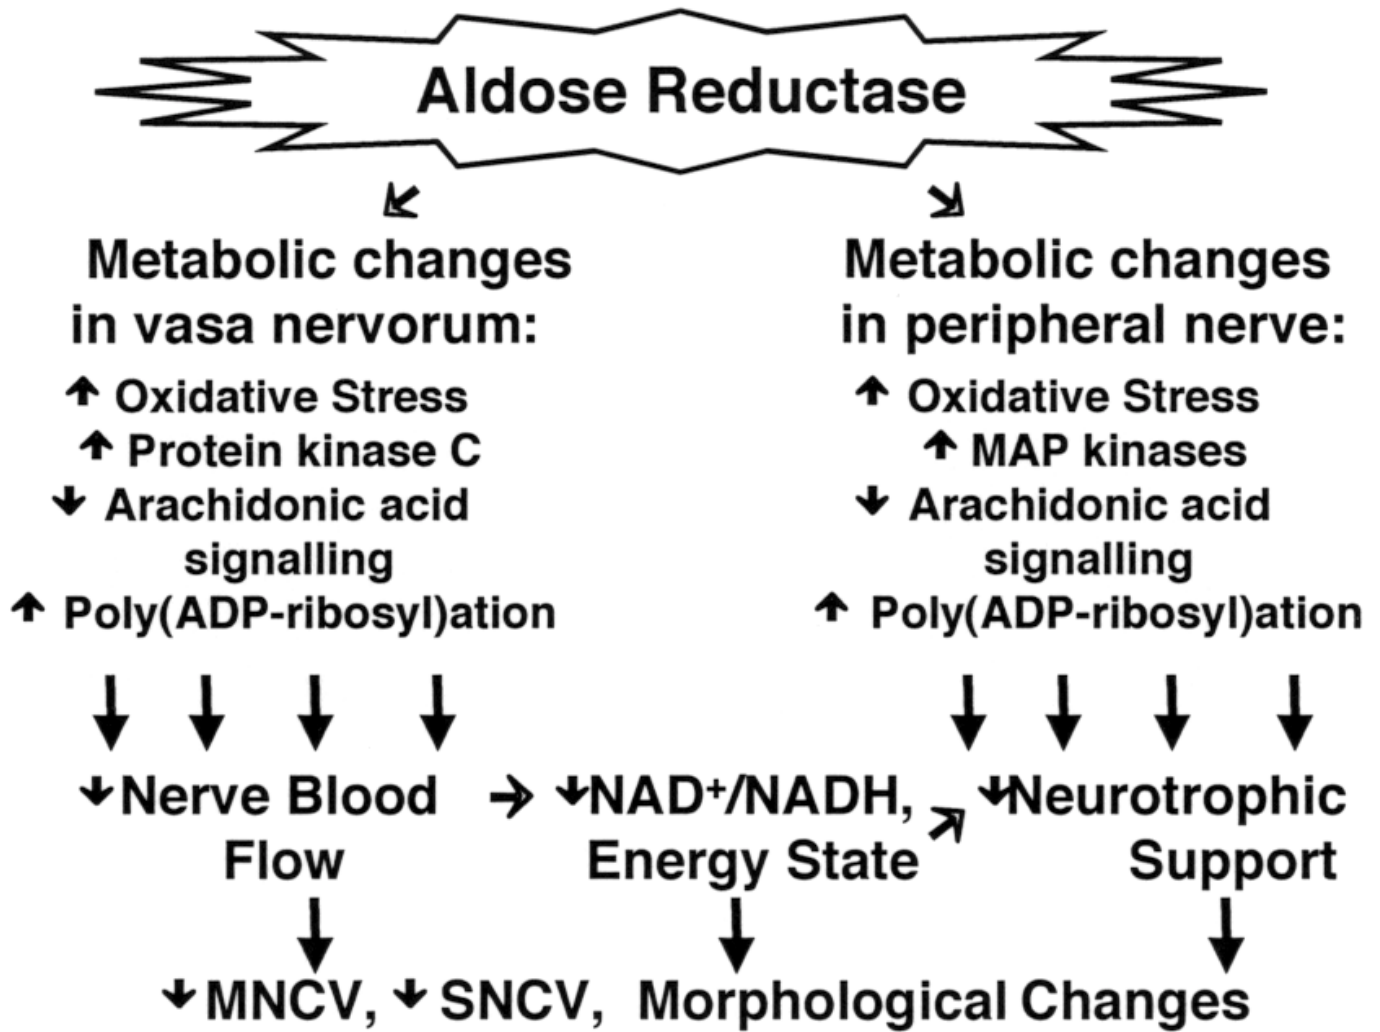 Aldose Reductase
Metabolic changes
in vasa nervorum:
↑ Oxidative Stress
↑ Protein kinase C
↓ Arachidonic acid
signalling
↑ Poly(ADP-ribosyl)ation
Metabolic changes
in peripheral nerve:
↑ Oxidative Stress
↑ MAP kinases
↓ Arachidonic acid
signalling
↑ Poly(ADP-ribosyl)ation
↓ Nerve Blood
Flow
↓ NAD⁺/NADH,
Energy State
↓ Neurotrophic
Support
↓ MNCV, ↓ SNCV, Morphological Changes